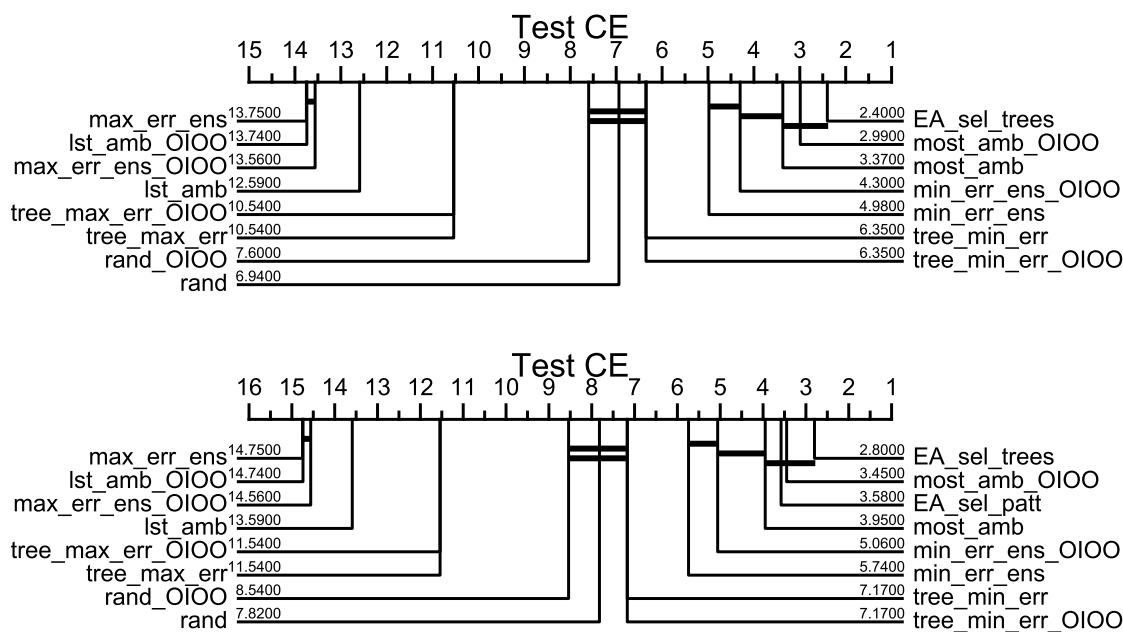 Test CE
15 14 13 12 11 10 9 8 7 6 5 4 3 2 1
max_err_ens 13.7500 2.4000 EA_sel_trees
lst_amb_OIOO 13.7400 2.9900 most_amb_OIOO
max_err_ens_OIOO 13.5600 3.3700 most_amb
lst_amb 12.5900 4.3000 min_err_ens_OIOO
tree_max_err_OIOO 10.5400 4.9800 min_err_ens
tree_max_err 10.5400 6.3500 tree_min_err
rand_OIOO 7.6000 6.3500 tree_min_err_OIOO
rand 6.9400
Test CE
16 15 14 13 12 11 10 9 8 7 6 5 4 3 2 1
max_err_ens 14.7500 2.8000 EA_sel_trees
lst_amb_OIOO 14.7400 3.4500 most_amb_OIOO
max_err_ens_OIOO 14.5600 3.5800 EA_sel_patt
lst_amb 13.5900 3.9500 most_amb
tree_max_err_OIOO 11.5400 5.0600 min_err_ens_OIOO
tree_max_err 11.5400 5.7400 min_err_ens
rand_OIOO 8.5400 7.1700 tree_min_err
rand 7.8200 7.1700 tree_min_err_OIOO